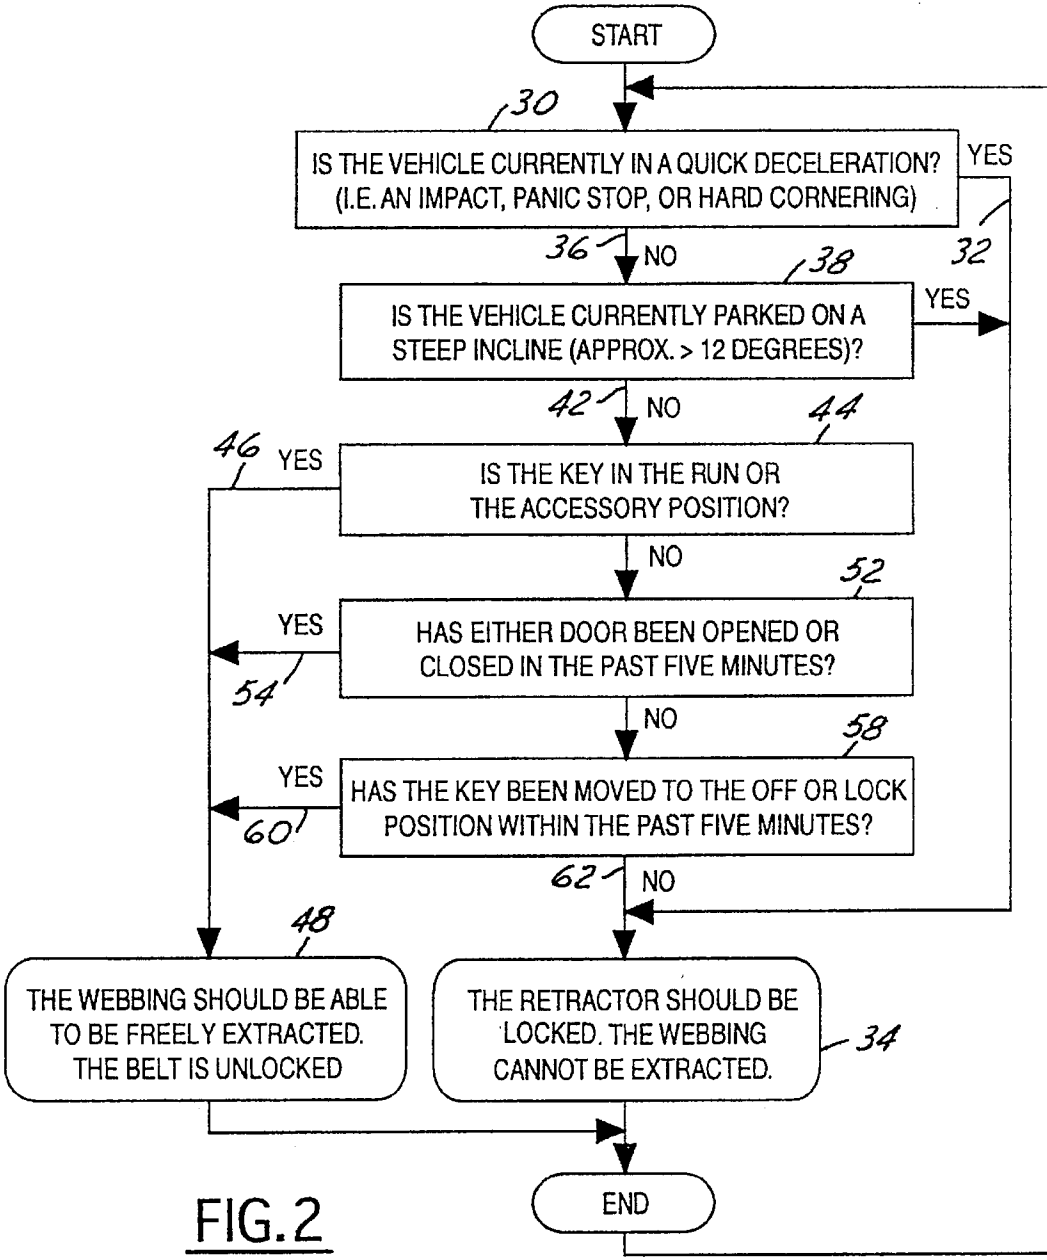 START
30
IS THE VEHICLE CURRENTLY IN A QUICK DECELERATION?
(I.E. AN IMPACT, PANIC STOP, OR HARD CORNERING)
YES
32
36
NO
38
IS THE VEHICLE CURRENTLY PARKED ON A
STEEP INCLINE (APPROX. > 12 DEGREES)?
YES
42
NO
44
46
YES
IS THE KEY IN THE RUN OR
THE ACCESSORY POSITION?
NO
52
YES
HAS EITHER DOOR BEEN OPENED OR
CLOSED IN THE PAST FIVE MINUTES?
54
NO
58
YES
HAS THE KEY BEEN MOVED TO THE OFF OR LOCK
POSITION WITHIN THE PAST FIVE MINUTES?
60
62
NO
48
THE WEBBING SHOULD BE ABLE
TO BE FREELY EXTRACTED.
THE BELT IS UNLOCKED
THE RETRACTOR SHOULD BE
LOCKED. THE WEBBING
CANNOT BE EXTRACTED.
34
END
FIG. 2